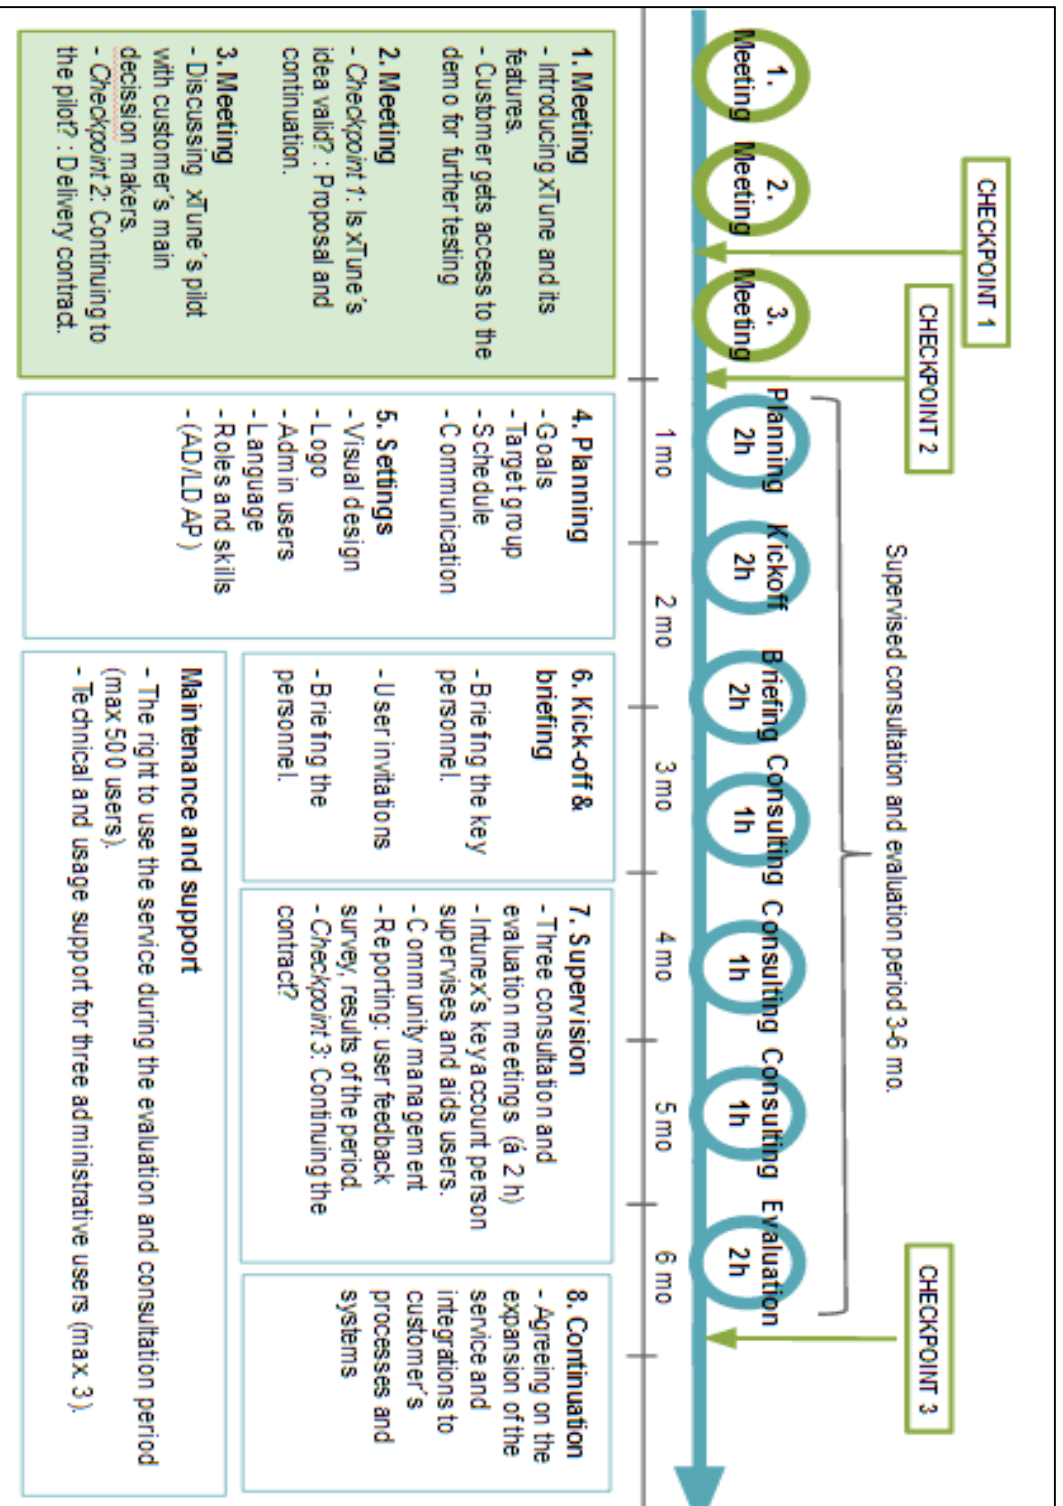 CHECKPOINT 1
CHECKPOINT 2
Supervised consultation and evaluation period 3-6 mo.
CHECKPOINT 3
1.
Meeting
2.
Meeting
3.
Meeting
Planning
2h
Kickoff
2h
Briefing
2h
Consulting
1h
Consulting
1h
Consulting
1h
Evaluation
2h
1 mo
2 mo
3 mo
4 mo
5 mo
6 mo
1. Meeting
- Introducing xTune and its
features.
- Customer gets access to the
demo for further testing
2. Meeting
- Checkpoint 1: Is xTune´s
idea valid? : Proposal and
continuation.
3. Meeting
- Discussing xTune´s pilot
with customer´s main
decission makers.
- Checkpoint 2: Continuing to
the pilot? : Delivery contract.
4. Planning
- Goals
- Target group
- Schedule
- Communication
5. Settings
- Visual design
- Logo
- Admin users
- Language
- Roles and skills
- (AD/LDAP)
6. Kick-off &
briefing
- Briefing the key
personnel.
- User invitations
- Briefing the
personnel.
7. Supervision
- Three consultation and
evaluation meetings (á 2 h)
- Intunex´s key account person
supervises and aids users.
- Community management
- Reporting: user feedback
survey, results of the period.
- Checkpoint 3: Continuing the
contract?
8. Continuation
- Agreeing on the
expansion of the
service and
integrations to
customer´s
processes and
systems
Maintenance and support
- The right to use the service during the evaluation and consultation period
(max 500 users).
- Technical and usage support for three administrative users (max 3).